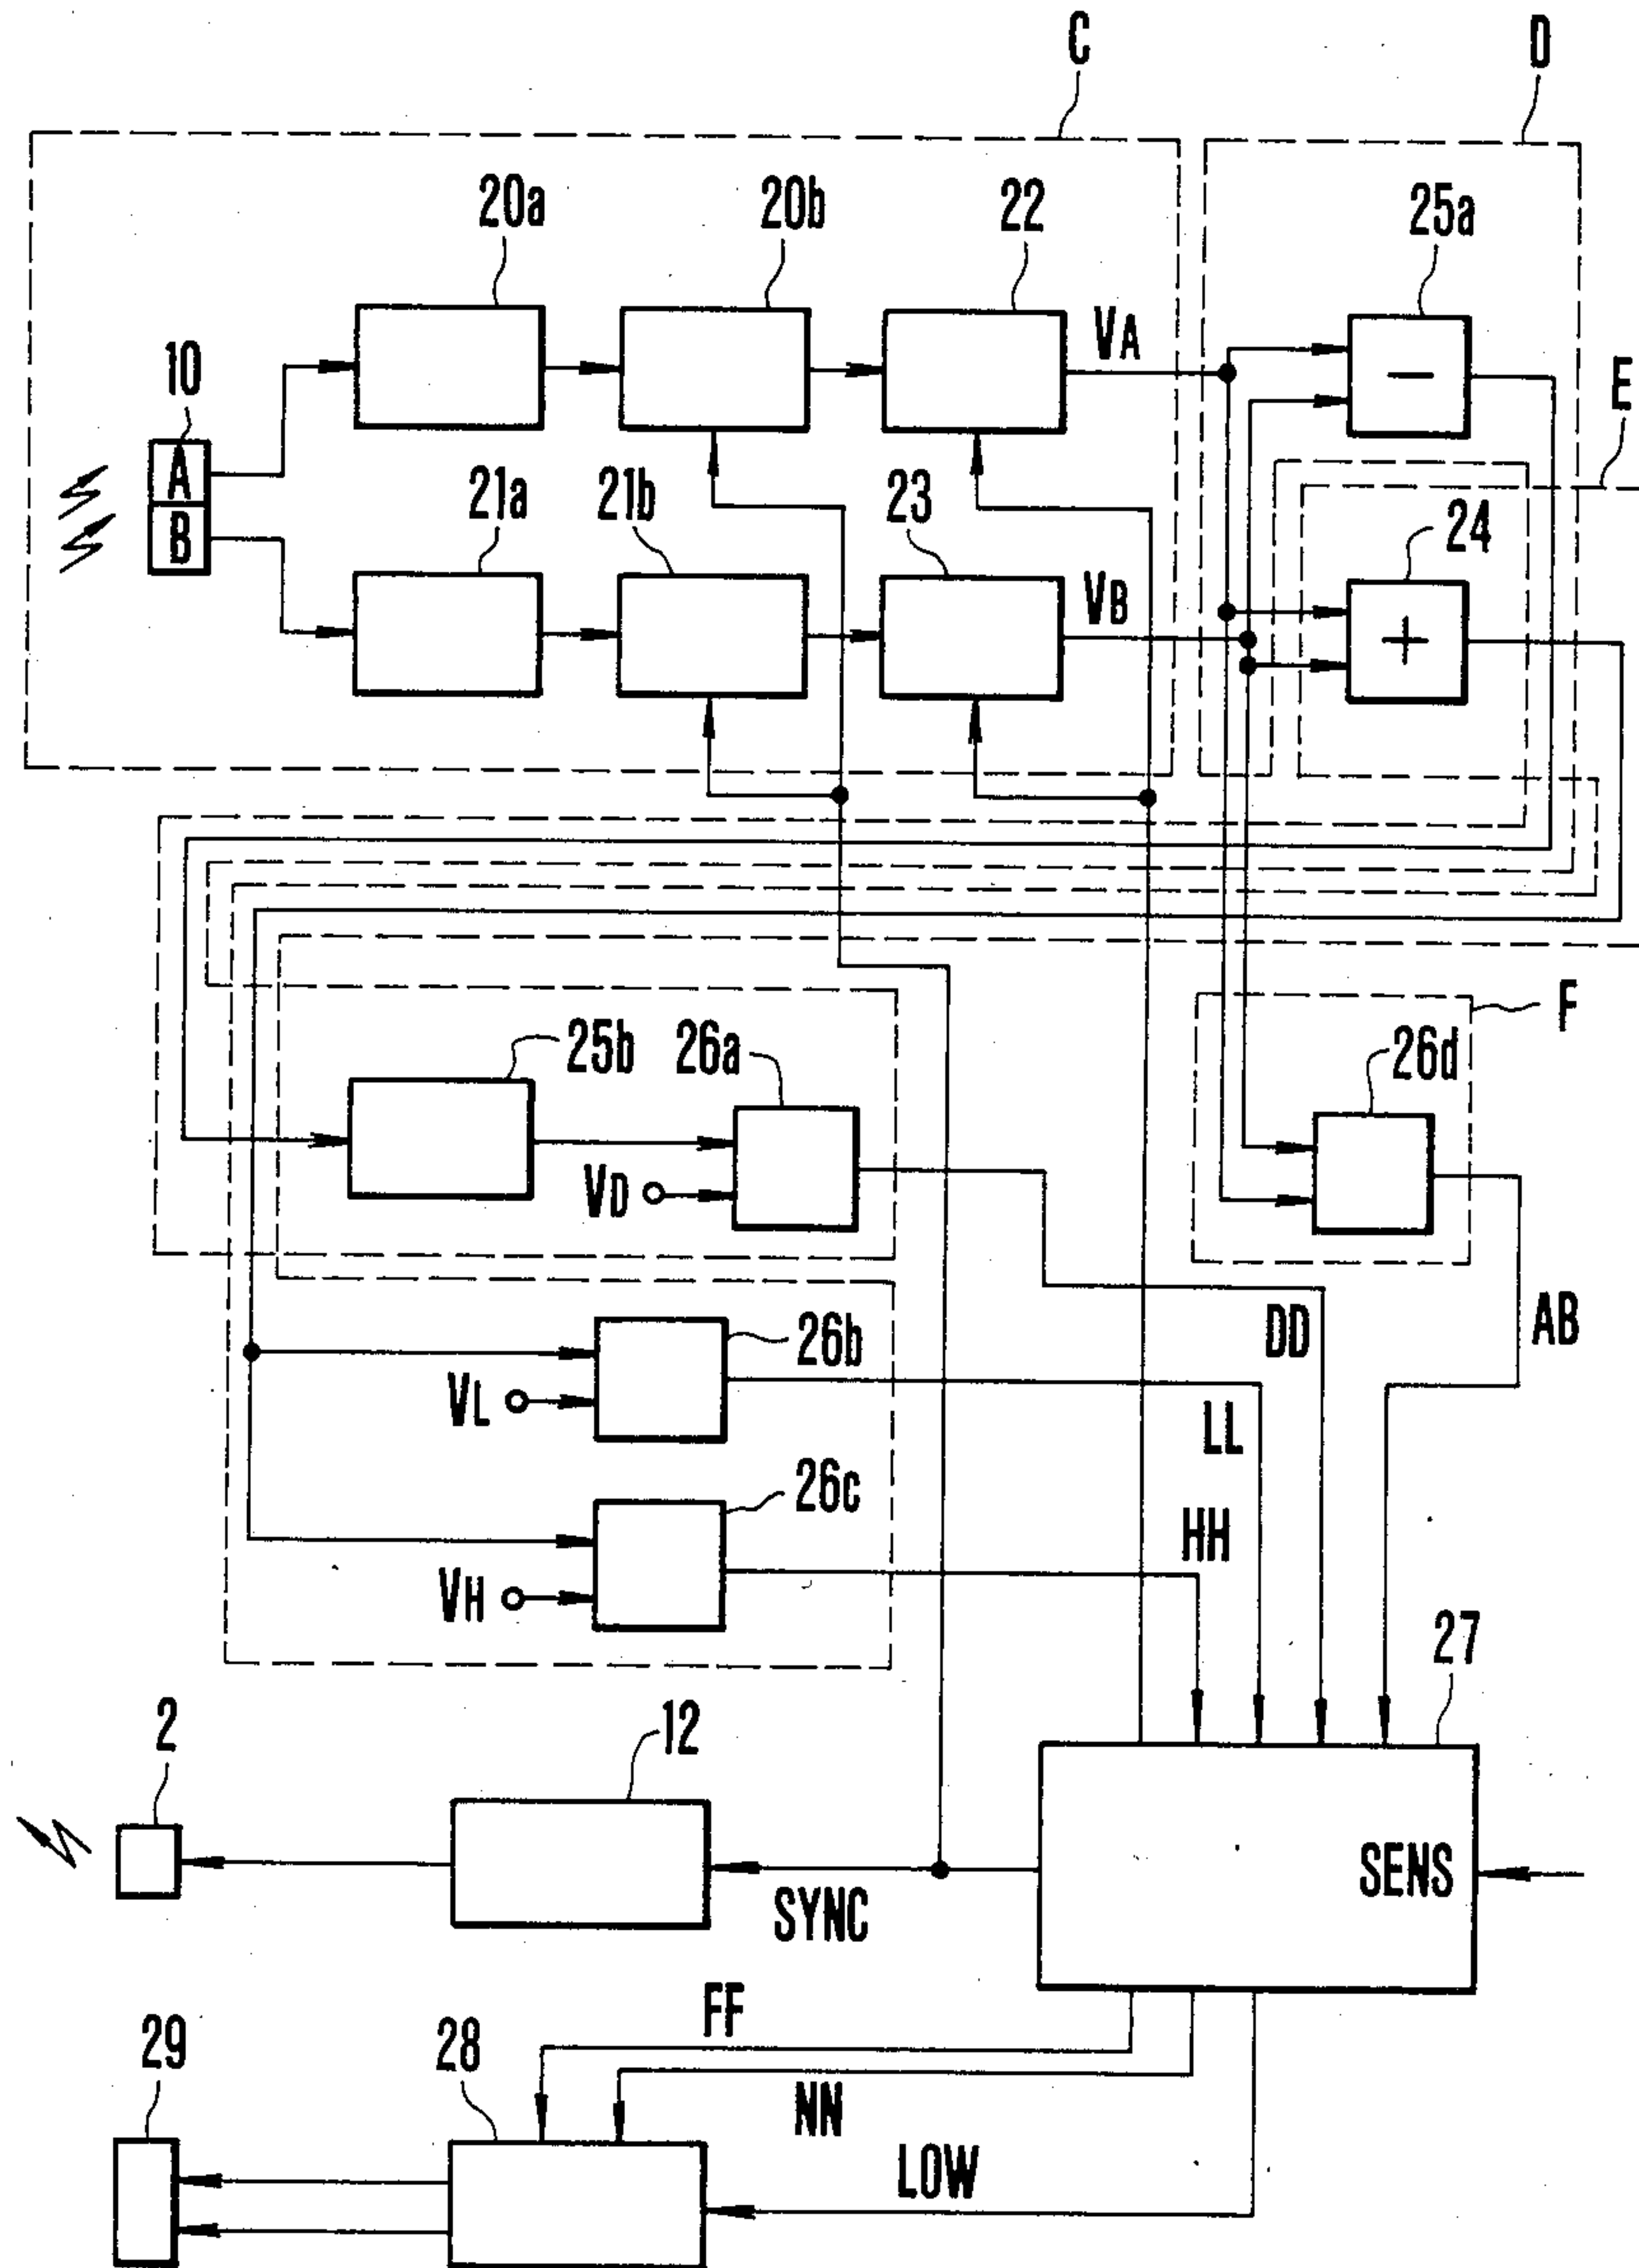 C
D
20a
20b
22
25a
VA
10
E
A
21a
21b
23
24
B
VB
−
+
F
25b
26a
26d
VD
26b
DD
AB
VL
LL
26c
HH
VH
27
2
12
SENS
SYNC
FF
29
28
NN
LOW